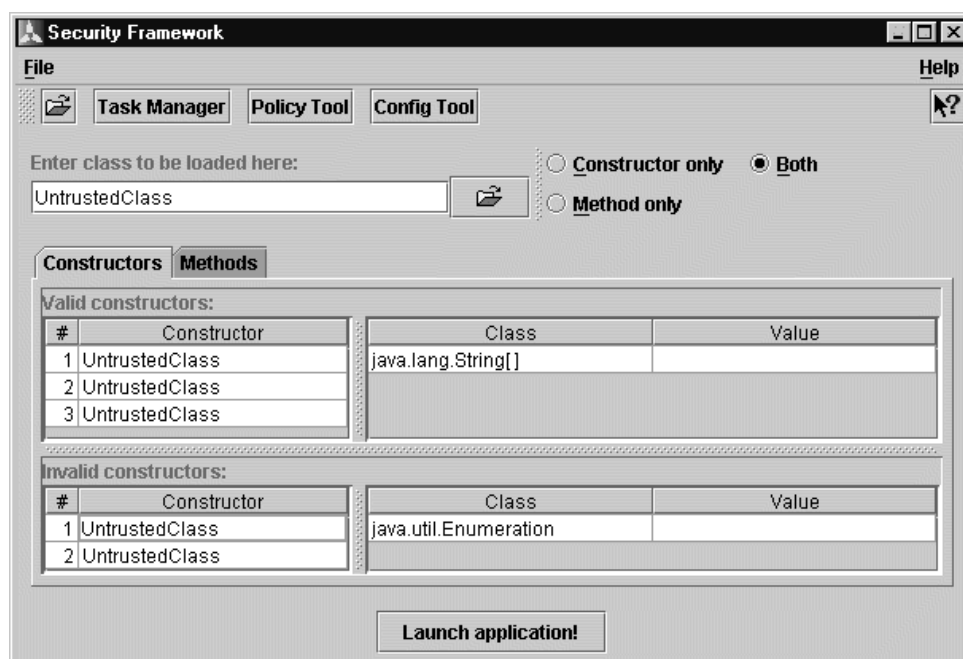 Security Framework
File Help
Task Manager Policy Tool Config Tool
Enter class to be loaded here:
Constructor only Both
UntrustedClass
Method only
Constructors Methods
Valid constructors:
# Constructor Class Value
1 UntrustedClass java.lang.String[]
2 UntrustedClass
3 UntrustedClass
Invalid constructors:
# Constructor Class Value
1 UntrustedClass java.util.Enumeration
2 UntrustedClass
Launch application!